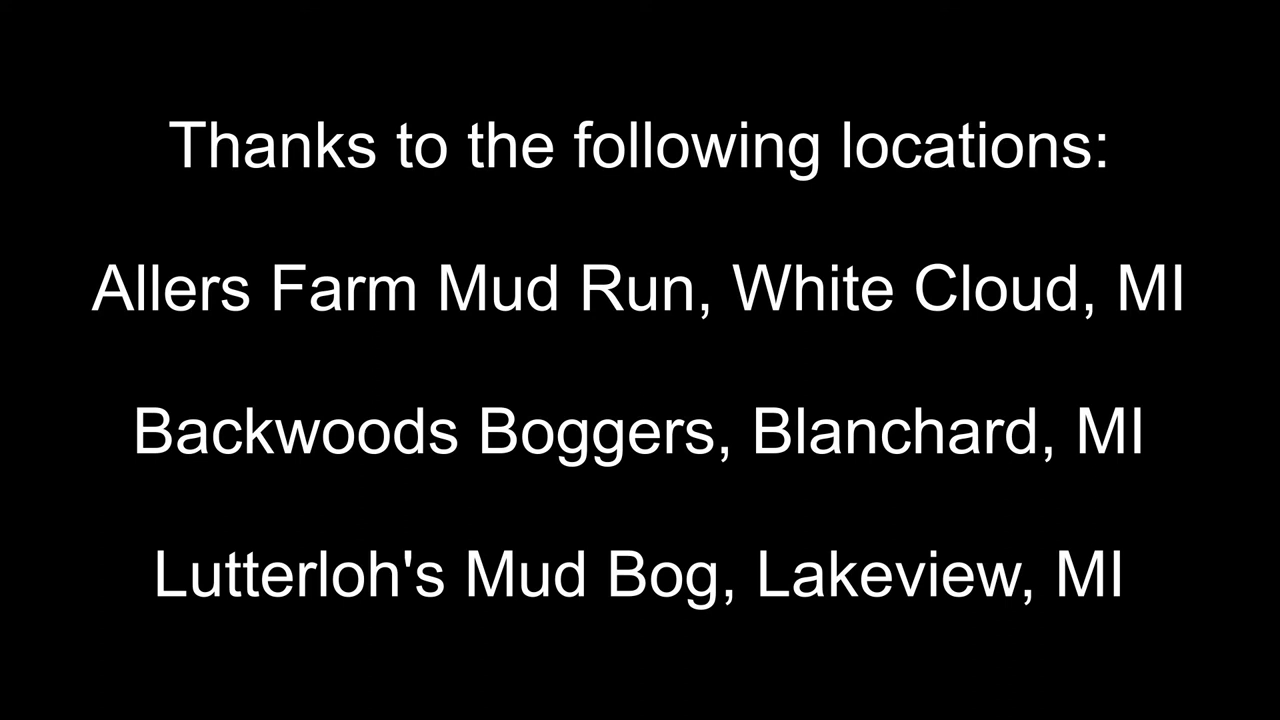 Thanks to the following locations:
Allers Farm Mud Run, White Cloud, MI
Backwoods Boggers, Blanchard, MI
Lutterloh's Mud Bog, Lakeview, MI